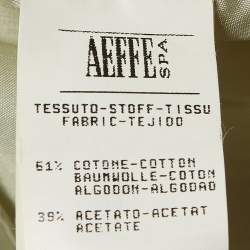 AEFFE SPA
TESSUTO-STOFF-TISSU
FABRIC-TEJIDO
61% COTONE-COTTON
BAUMWOLLE-COTON
ALGODON-ALGODAO
39% ACETATO-ACETAT
ACETATE